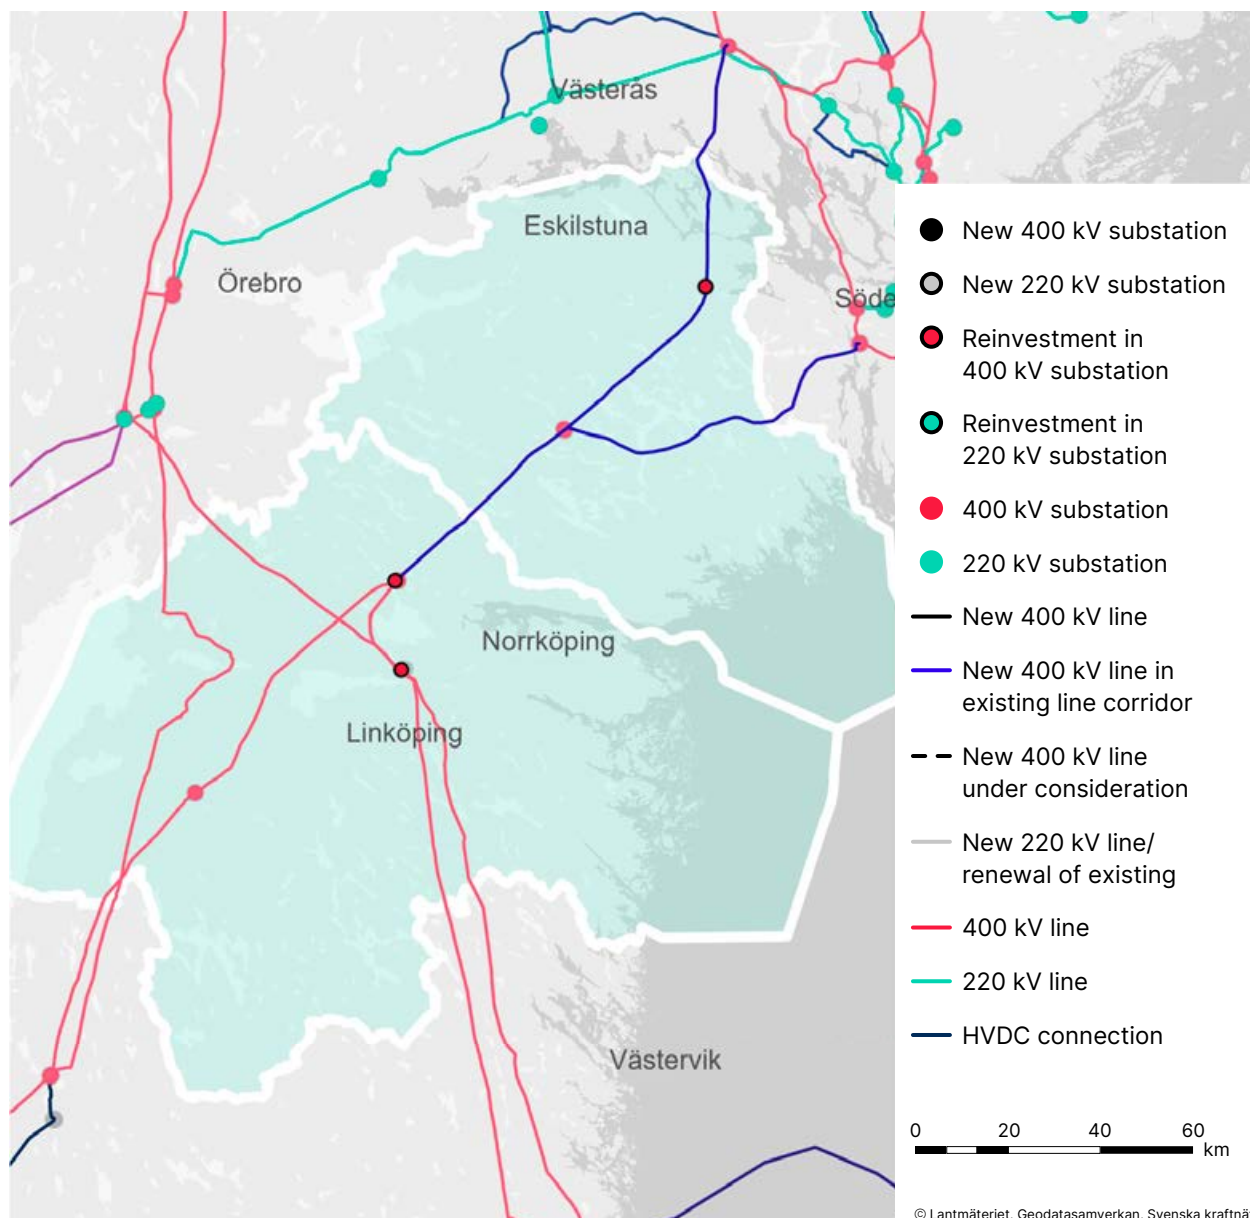 Västerås
Eskilstuna
Örebro
Söde
Norrköping
Linköping
Västervik
New 400 kV substation
New 220 kV substation
Reinvestment in
400 kV substation
Reinvestment in
220 kV substation
400 kV substation
220 kV substation
New 400 kV line
New 400 kV line in
existing line corridor
New 400 kV line
under consideration
New 220 kV line/
renewal of existing
400 kV line
220 kV line
HVDC connection
0 20 40 60
km
© Lantmäteriet, Geodatasamverkan, Svenska kraftnä